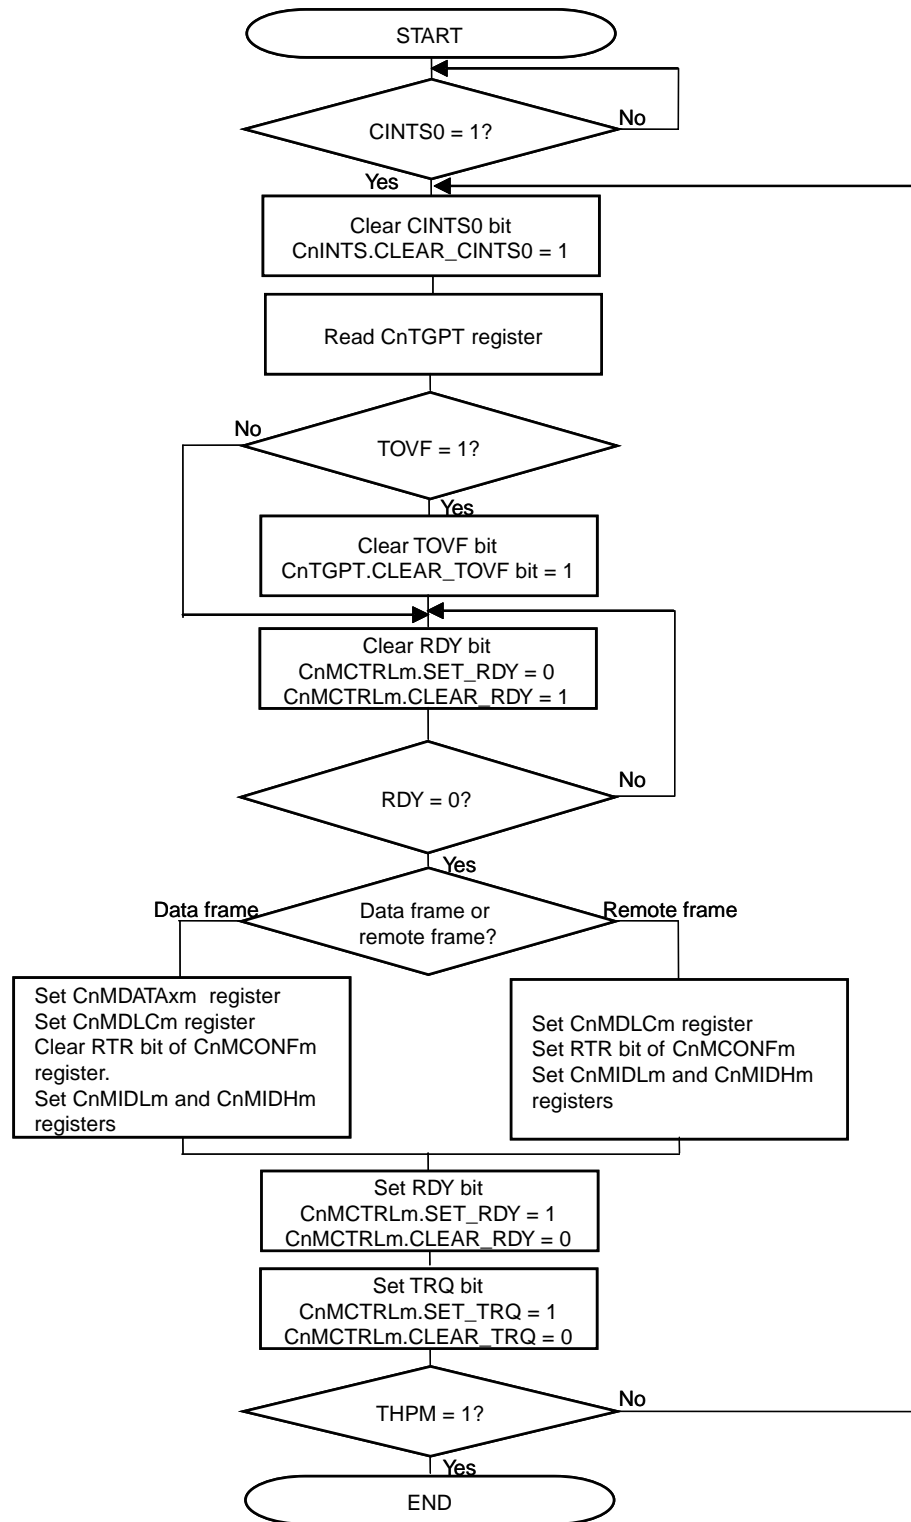 START
CINTS0 = 1?
No
Yes
Clear CINTS0 bit
CnINTS.CLEAR_CINTS0 = 1
Read CnTGPT register
No
TOVF = 1?
Yes
Clear TOVF bit
CnTGPT.CLEAR_TOVF bit = 1
Clear RDY bit
CnMCTRLm.SET_RDY = 0
CnMCTRLm.CLEAR_RDY = 1
No
RDY = 0?
Yes
Data frame
Data frame or
remote frame?
Remote frame
Set CnMDATAxm register
Set CnMDLCm register
Clear RTR bit of CnMCONFm
register.
Set CnMIDLm and CnMIDHm
registers
Set CnMDLCm register
Set RTR bit of CnMCONFm
Set CnMIDLm and CnMIDHm
registers
Set RDY bit
CnMCTRLm.SET_RDY = 1
CnMCTRLm.CLEAR_RDY = 0
Set TRQ bit
CnMCTRLm.SET_TRQ = 1
CnMCTRLm.CLEAR_TRQ = 0
THPM = 1?
No
Yes
END